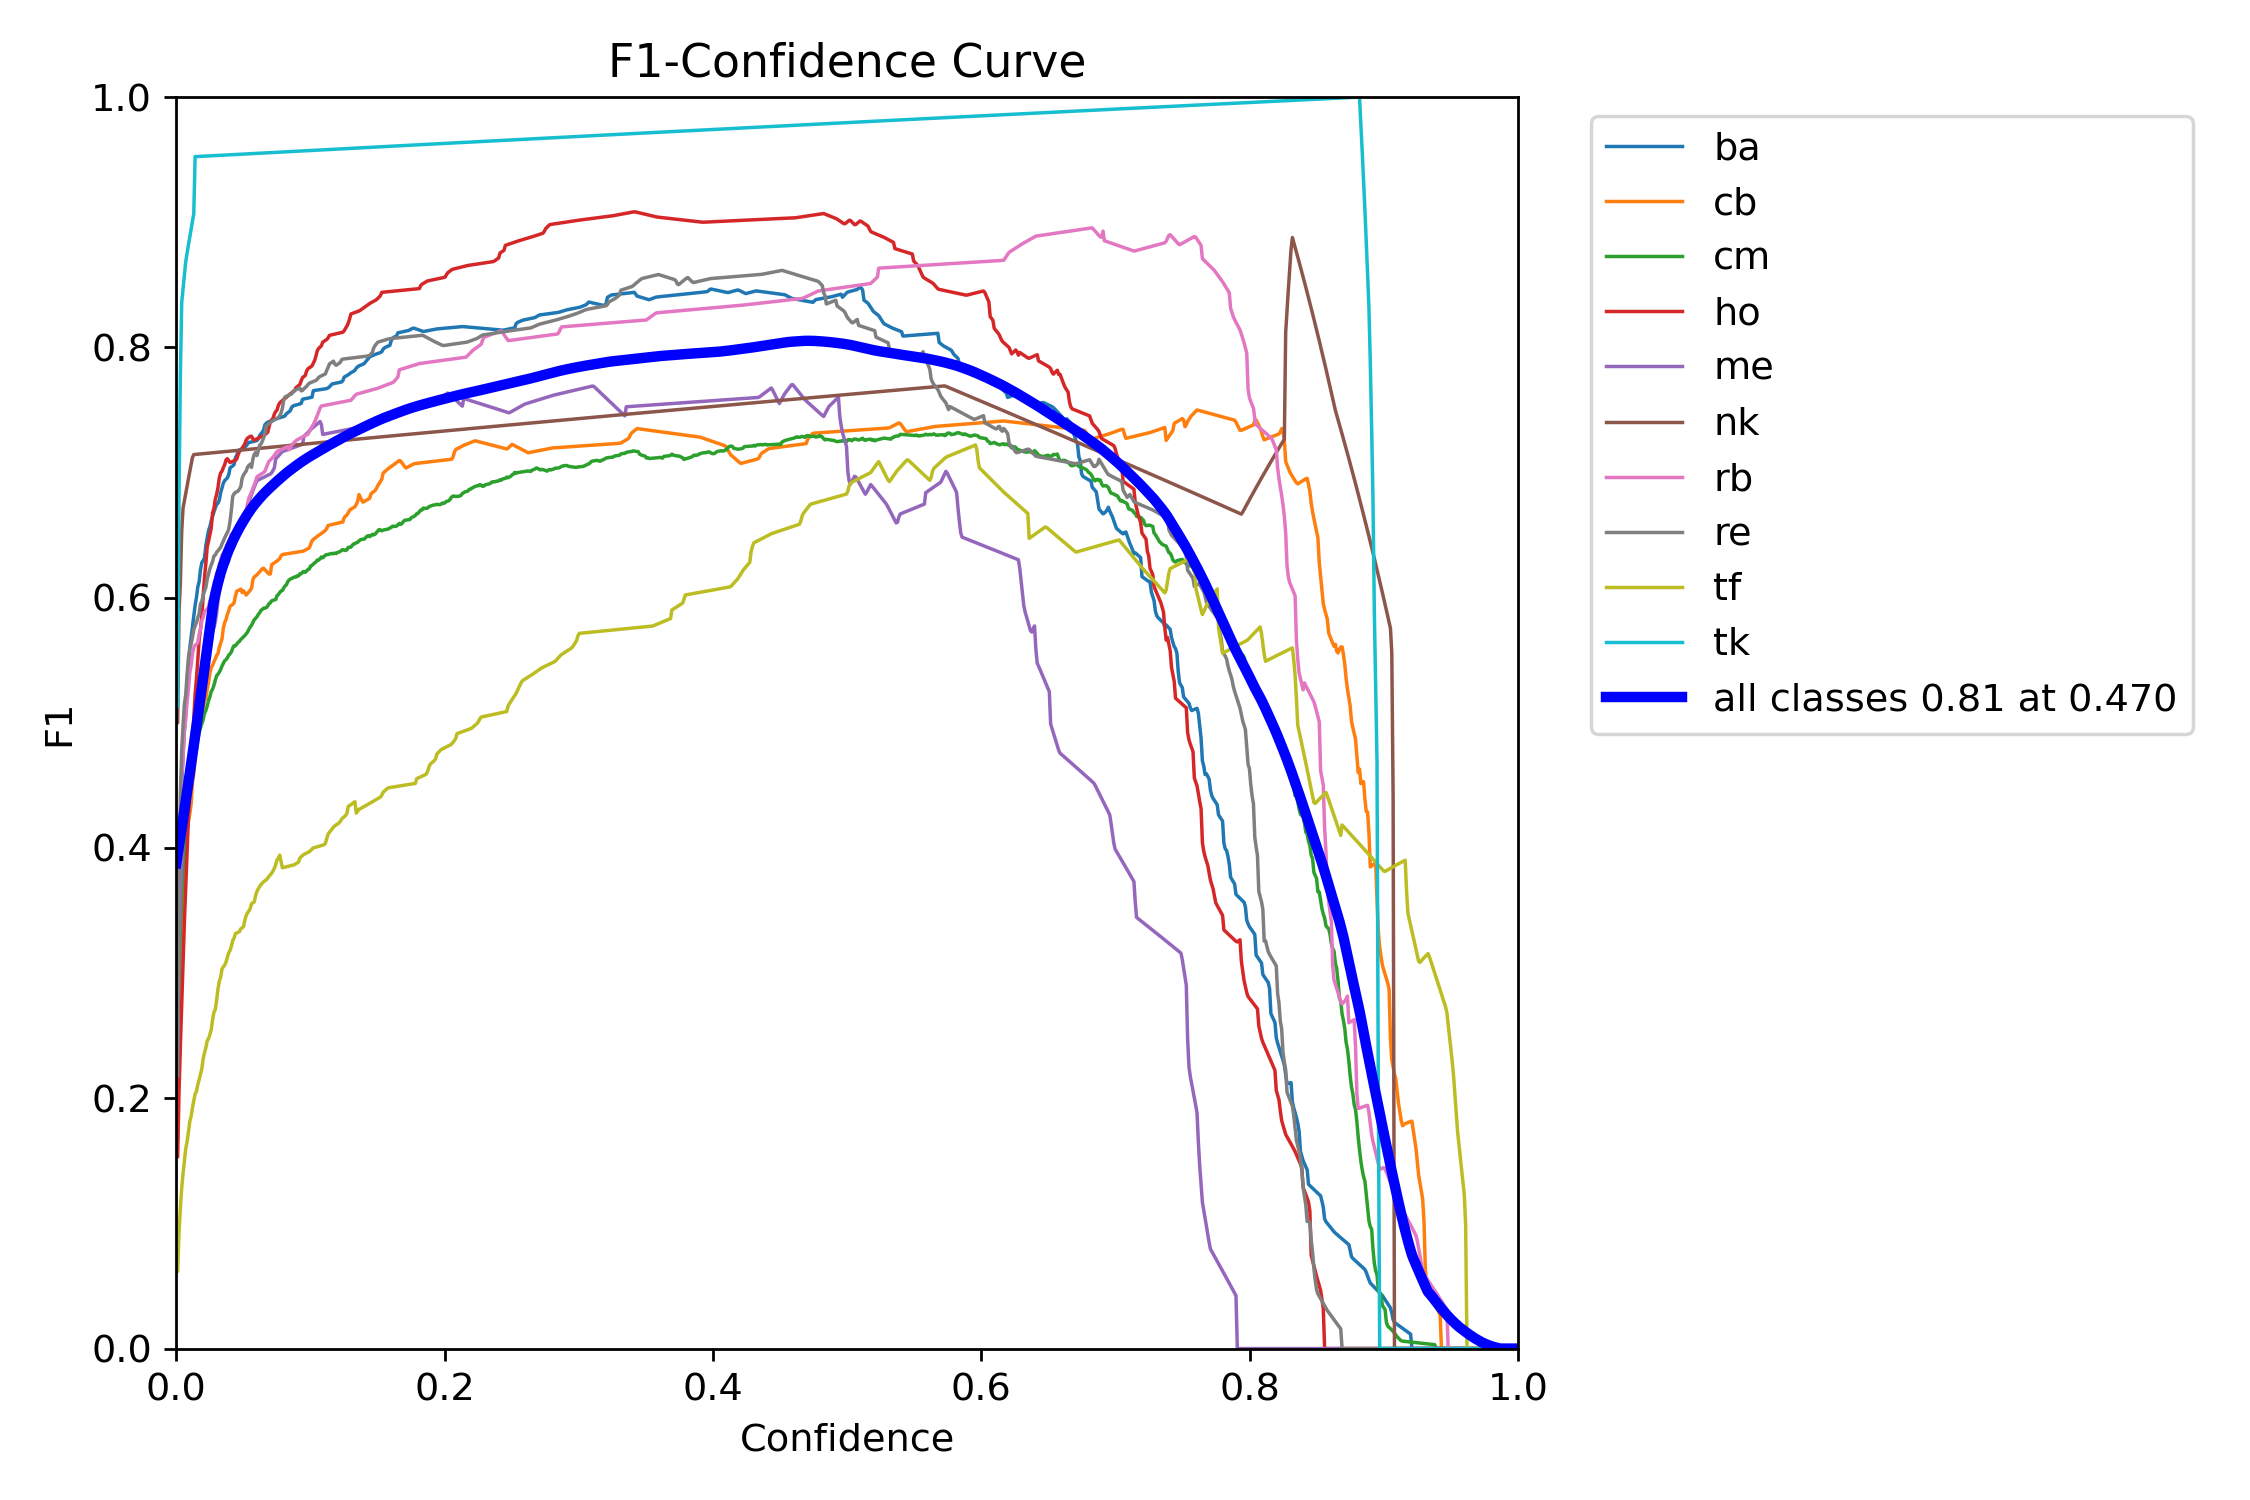 F1-Confidence Curve
1.0
0.8
0.6
0.4
0.2
0.0
F1
0.0 0.2 0.4 0.6 0.8 1.0
Confidence
ba
cb
cm
ho
me
nk
rb
re
tf
tk
all classes 0.81 at 0.470